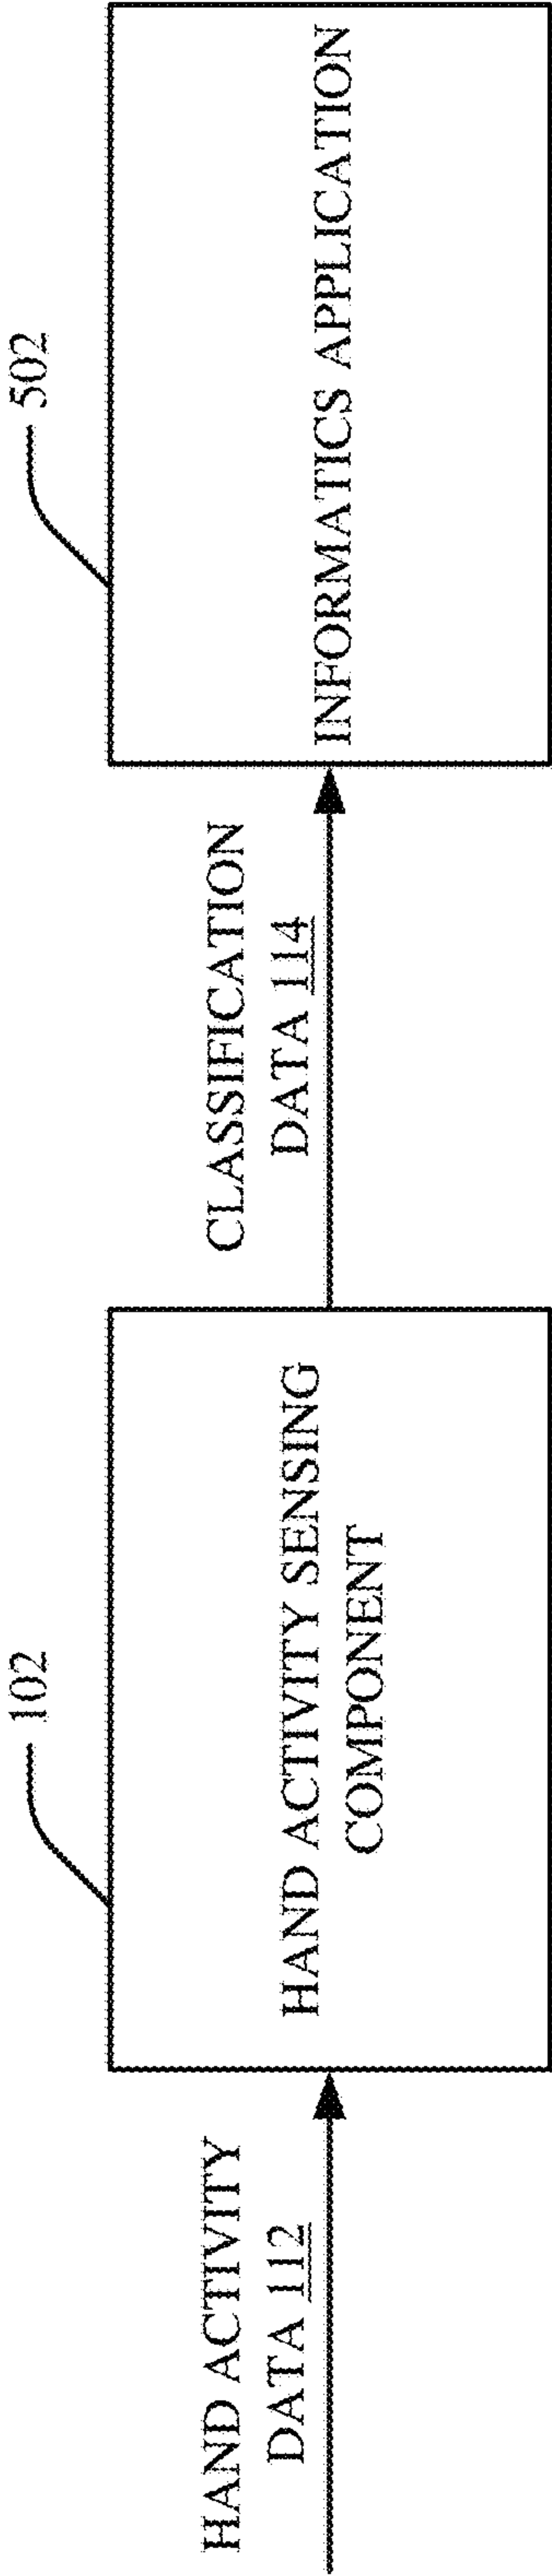 102
502
HAND ACTIVITY
DATA 112
HAND ACTIVITY SENSING
COMPONENT
CLASSIFICATION
DATA 114
INFORMATICS APPLICATION